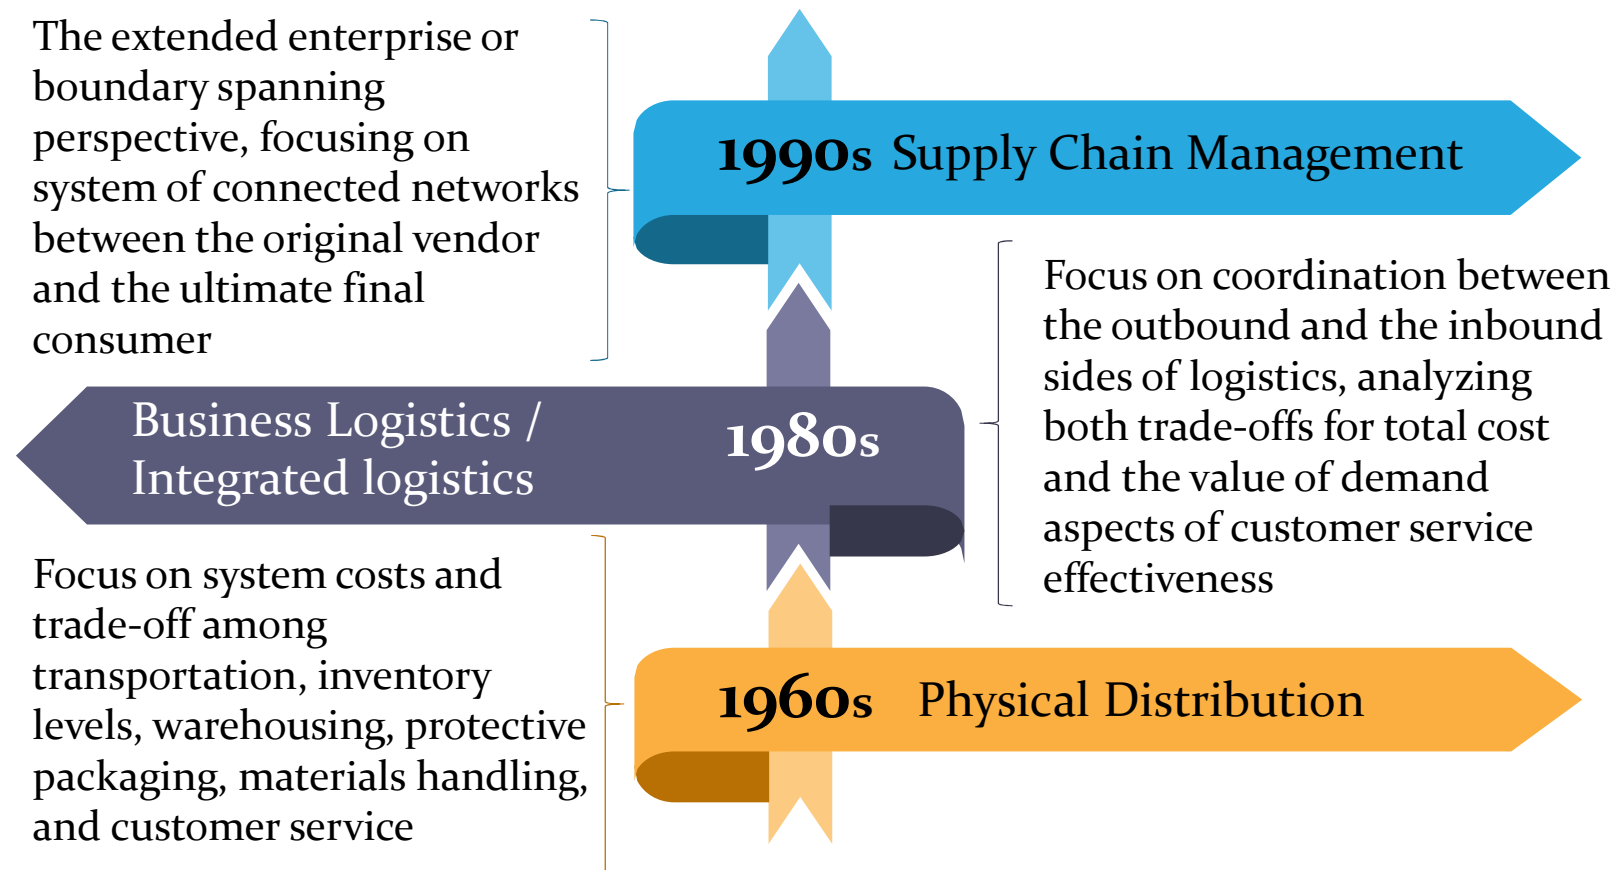 The extended enterprise or
boundary spanning
perspective, focusing on
system of connected networks
between the original vendor
and the ultimate final
consumer
1990s Supply Chain Management
Focus on coordination between
the outbound and the inbound
sides of logistics, analyzing
both trade-offs for total cost
and the value of demand
aspects of customer service
effectiveness
Business Logistics /
Integrated logistics
1980s
Focus on system costs and
trade-off among
transportation, inventory
levels, warehousing, protective
packaging, materials handling,
and customer service
1960s Physical Distribution